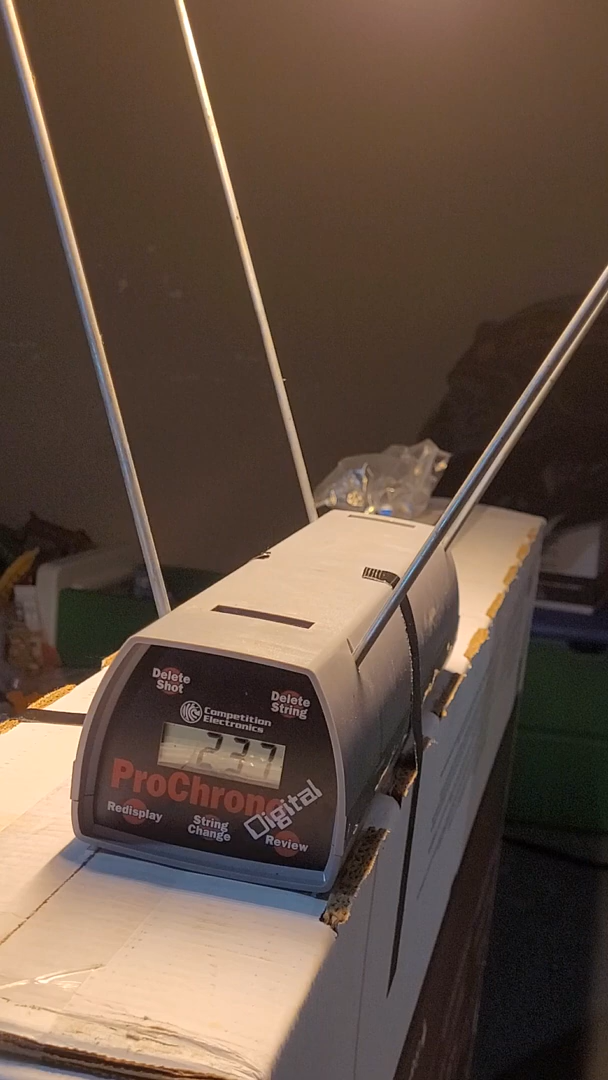 Delete
Shot
Delete
String
Competition
Electronics
237
ProChrono
Digital
Redisplay
String
Change
Review